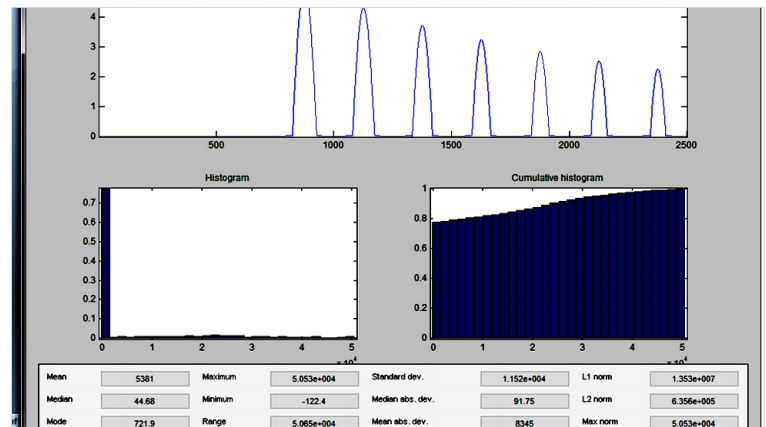 4
3
2
1
0
500 1000 1500 2000 2500
Histogram Cumulative histogram
0.7
0.6
0.5
0.4
0.3
0.2
0.1
0
0 1 2 3 4 5
1
0.8
0.6
0.4
0.2
0
0 1 2 3 4 5
Mean 5381 Maximum 5.053e+004 Standard dev. 1.152e+004 L1 norm 1.353e+007
Median 44.68 Minimum -122.4 Median abs. dev. 91.75 L2 norm 6.356e+005
Mode 721.9 Range 5.065e+004 Mean abs. dev. 8345 Max norm 5.053e+004